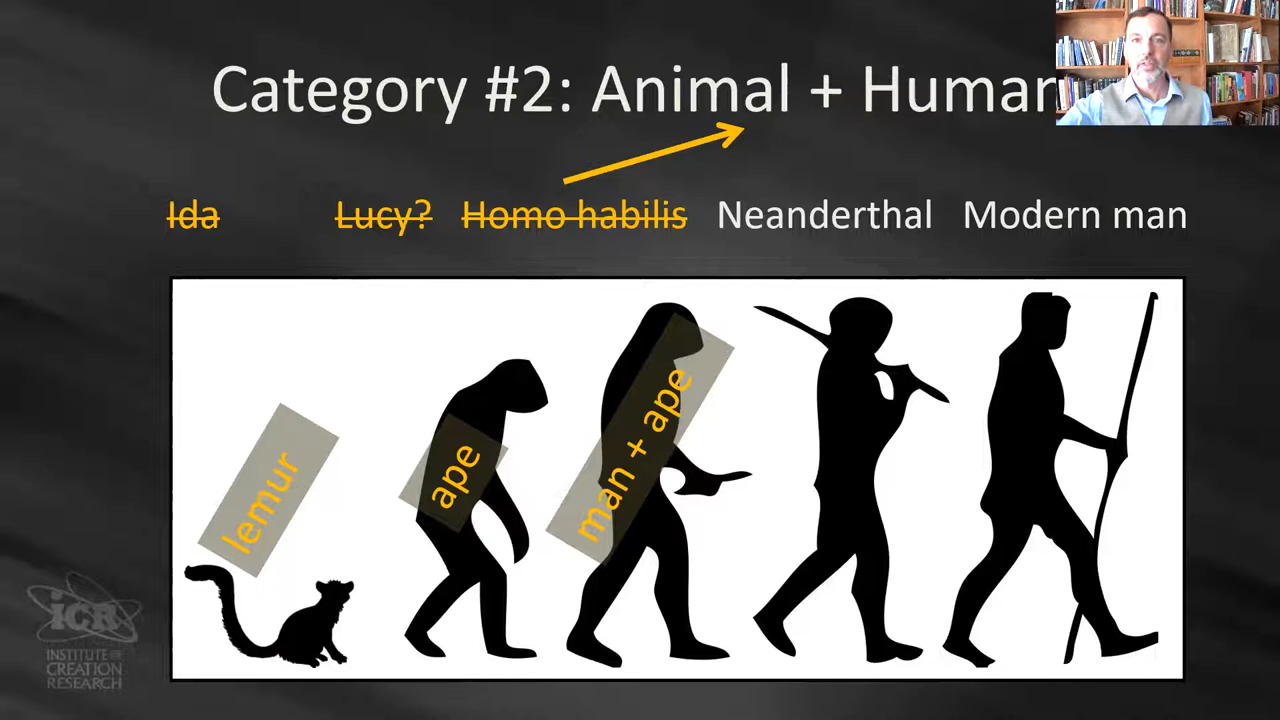 Category #2: Animal + Human
Ida Lucy? Homo habilis Neanderthal Modern man
lemur
ape
man + ape
iCR
INSTITUTE FOR
CREATION
RESEARCH